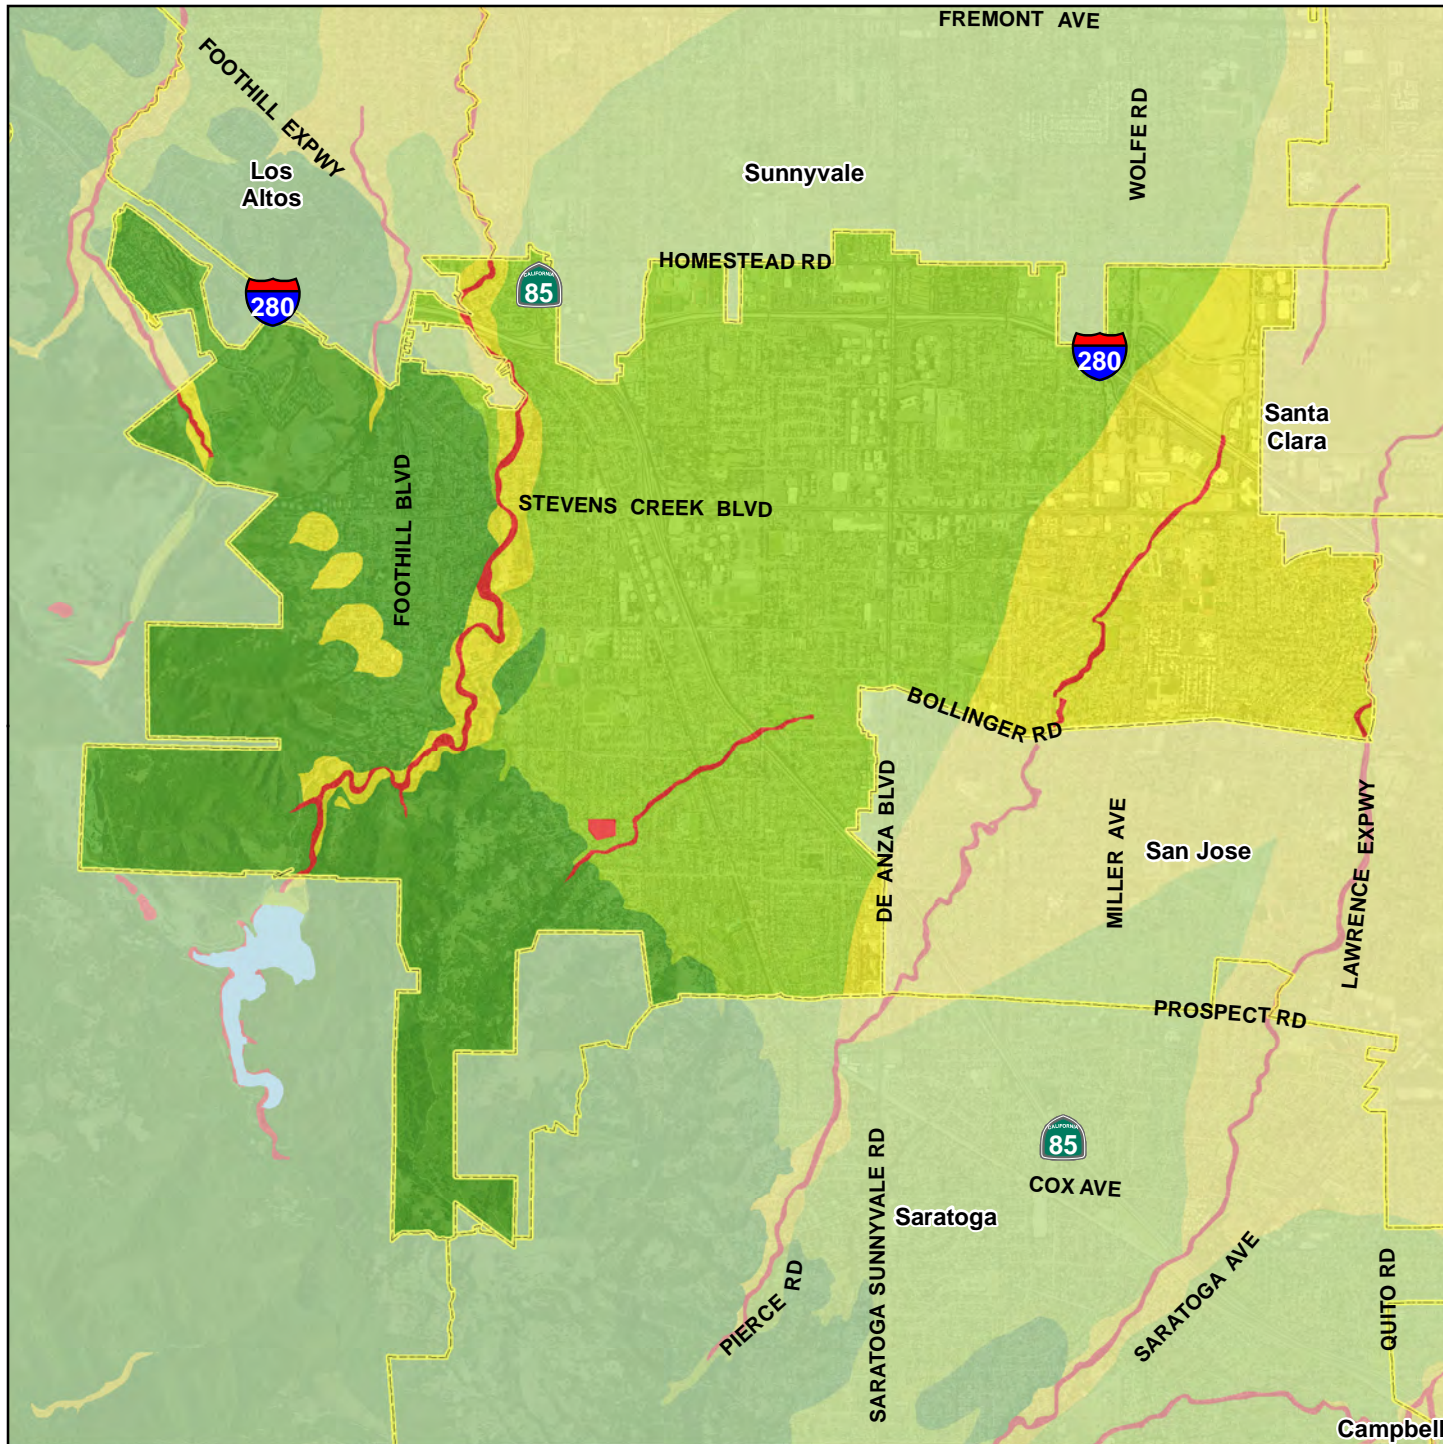 FREMONT AVE
FOOTHILL EXPWY
WOLFE RD
Los
Altos
Sunnyvale
HOMESTEAD RD
CALIFORNIA
85
280
280
Santa
Clara
FOOTHILL BLVD
STEVENS CREEK BLVD
BOLLINGER RD
DE ANZA BLVD
MILLER AVE
San Jose
LAWRENCE EXPWY
PROSPECT RD
CALIFORNIA
85
COX AVE
SARATOGA SUNNYVALE RD
Saratoga
PIERCE RD
SARATOGA AVE
QUITO RD
Campbell